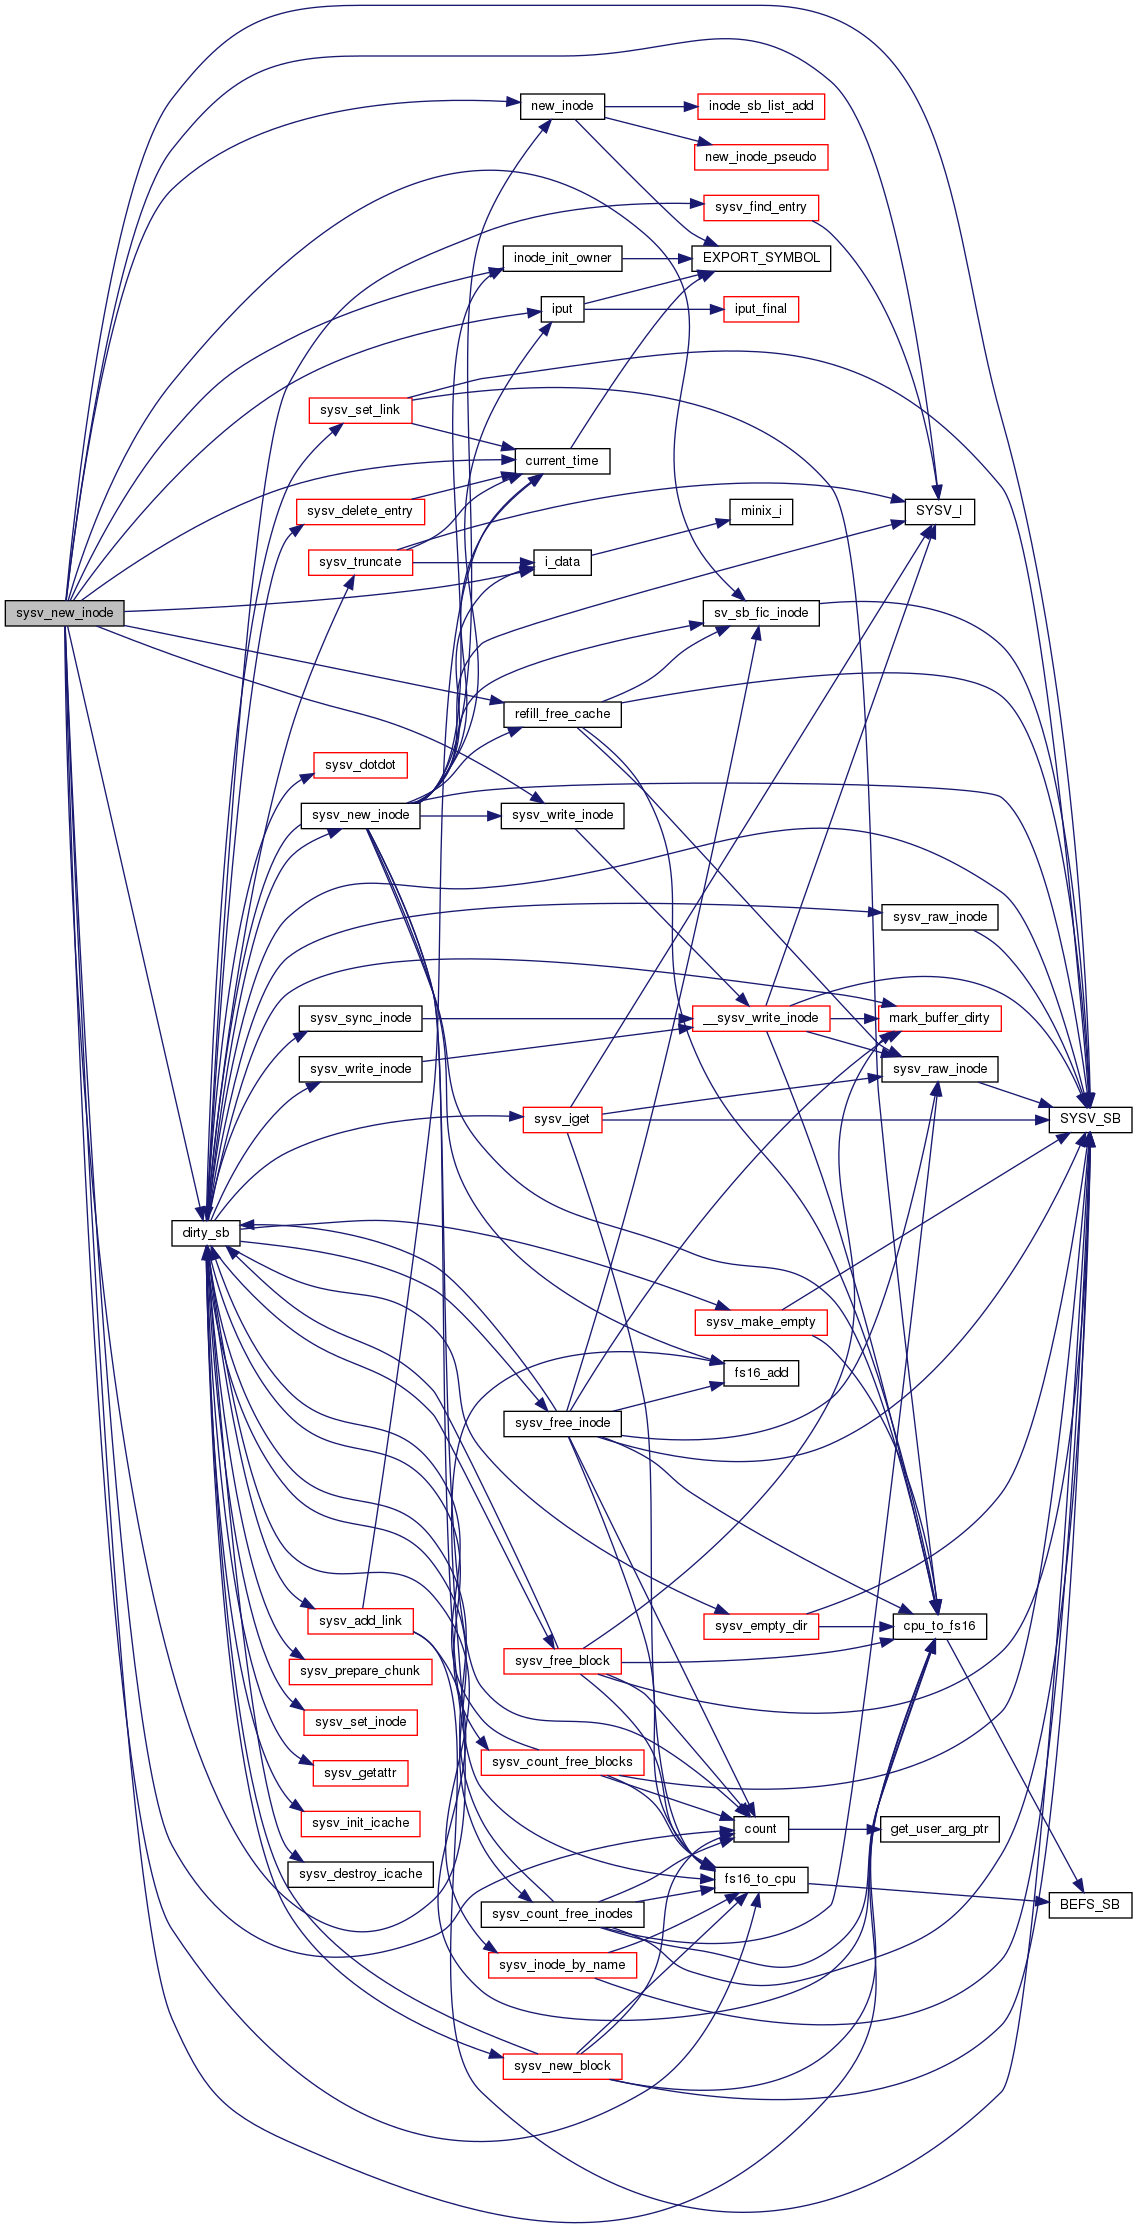 new_inode
inode_sb_list_add
new_inode_pseudo
sysv_find_entry
EXPORT_SYMBOL
inode_init_owner
iput
iput_final
sysv_set_link
current_time
sysv_delete_entry
SYSV_I
minix_i
sysv_truncate
i_data
sysv_new_inode
sv_sb_fic_inode
refill_free_cache
sysv_dotdot
sysv_new_inode
sysv_write_inode
sysv_raw_inode
sysv_sync_inode
__sysv_write_inode
mark_buffer_dirty
sysv_write_inode
sysv_raw_inode
sysv_iget
SYSV_SB
dirty_sb
sysv_make_empty
fs16_add
sysv_free_inode
sysv_add_link
sysv_empty_dir
cpu_to_fs16
sysv_free_block
sysv_prepare_chunk
sysv_set_inode
sysv_count_free_blocks
sysv_getattr
sysv_init_icache
count
get_user_arg_ptr
sysv_destroy_icache
fs16_to_cpu
BEFS_SB
sysv_count_free_inodes
sysv_inode_by_name
sysv_new_block